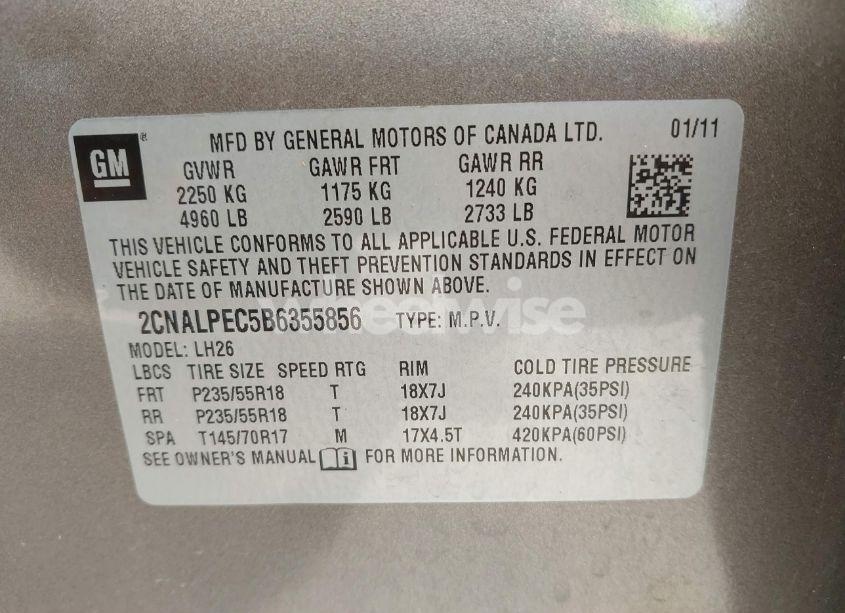 GM ® MFD BY GENERAL MOTORS OF CANADA LTD. 01/11
GVWR GAWR FRT GAWR RR
2250 KG 1175 KG 1240 KG
4960 LB 2590 LB 2733 LB
THIS VEHICLE CONFORMS TO ALL APPLICABLE U.S. FEDERAL MOTOR
VEHICLE SAFETY AND THEFT PREVENTION STANDARDS IN EFFECT ON
THE DATE OF MANUFACTURE SHOWN ABOVE.
wheelwise
2CNALPEC5B6355856 TYPE: M.P.V.
MODEL: LH26
LBCS TIRE SIZE SPEED RTG RIM COLD TIRE PRESSURE
FRT P235/55R18 T 18X7J 240KPA(35PSI)
RR P235/55R18 T 18X7J 240KPA(35PSI)
SPA T145/70R17 M 17X4.5T 420KPA(60PSI)
SEE OWNER'S MANUAL i FOR MORE INFORMATION.